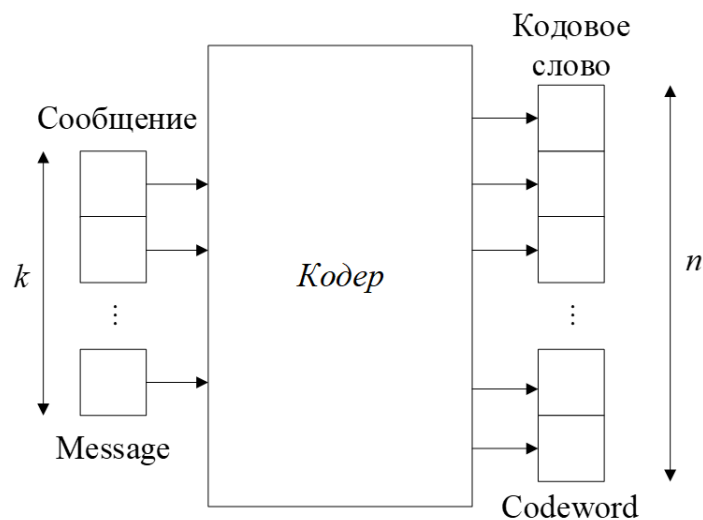 Кодовое
слово
Сообщение
k
Кодер
n
Message
Codeword